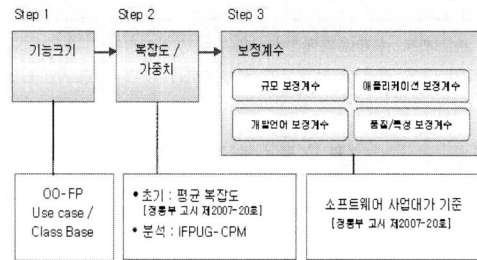 Step 1
Step 2
Step 3
기능크기
복잡도 /
가중치
보정계수
규모 보정계수
애플리케이션 보정계수
개발언어 보정계수
품질/특성 보정계수
OO-FP
Use case /
Class Base
• 초기 : 평균 복잡도
[정통부 고시 제2007-20호]
• 분석 : IFPUG-CPM
소프트웨어 사업대가 기준
[정통부 고시 제2007-20호]